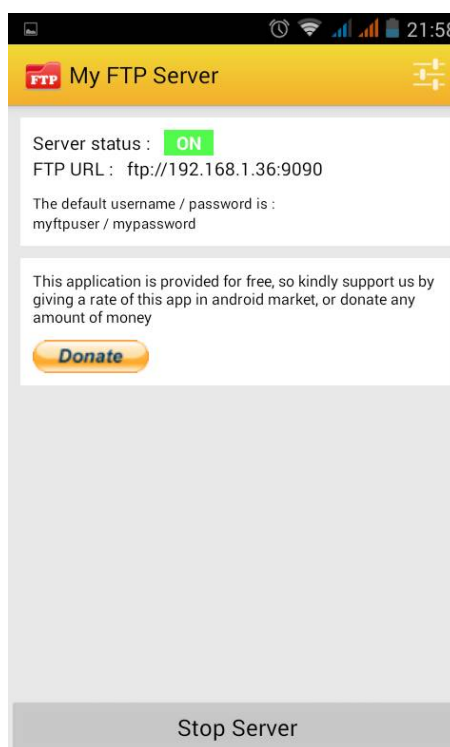 21:58
FTP My FTP Server
Server status : ON
FTP URL : ftp://192.168.1.36:9090
The default username / password is :
myftpuser / mypassword
This application is provided for free, so kindly support us by
giving a rate of this app in android market, or donate any
amount of money
Donate
Stop Server